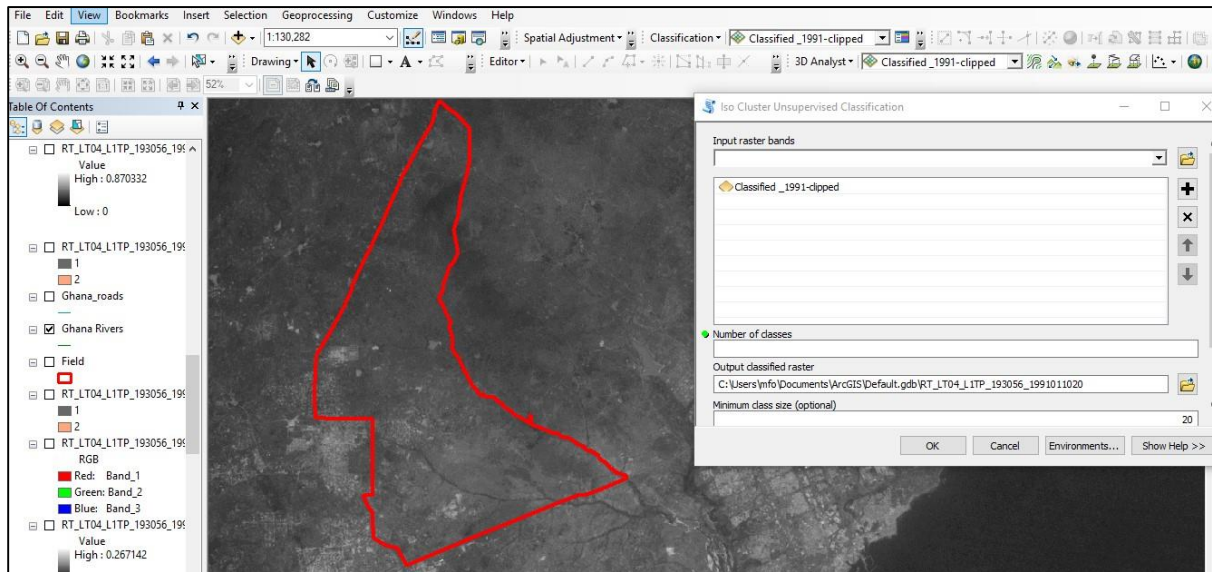 File Edit View Bookmarks Insert Selection Geoprocessing Customize Windows Help
1:130,282 Spatial Adjustment Classification Classified _1991-clipped
Drawing A Editor 3D Analyst Classified _1991-clipped
52%
Table Of Contents
RT_LT04_L1TP_193056_199
Value
High : 0.870332
Low : 0
RT_LT04_L1TP_193056_199
1
2
Ghana_roads
Ghana Rivers
Field
RT_LT04_L1TP_193056_199
1
2
RT_LT04_L1TP_193056_199
RGB
Red: Band_1
Green: Band_2
Blue: Band_3
RT_LT04_L1TP_193056_199
Value
High : 0.267142
Iso Cluster Unsupervised Classification
Input raster bands
Classified _1991-clipped
Number of classes
Output classified raster
C:\Users\mfo\Documents\ArcGIS\Default.gdb\RT_LT04_L1TP_193056_1991011020
Minimum class size (optional)
20
OK Cancel Environments... Show Help >>